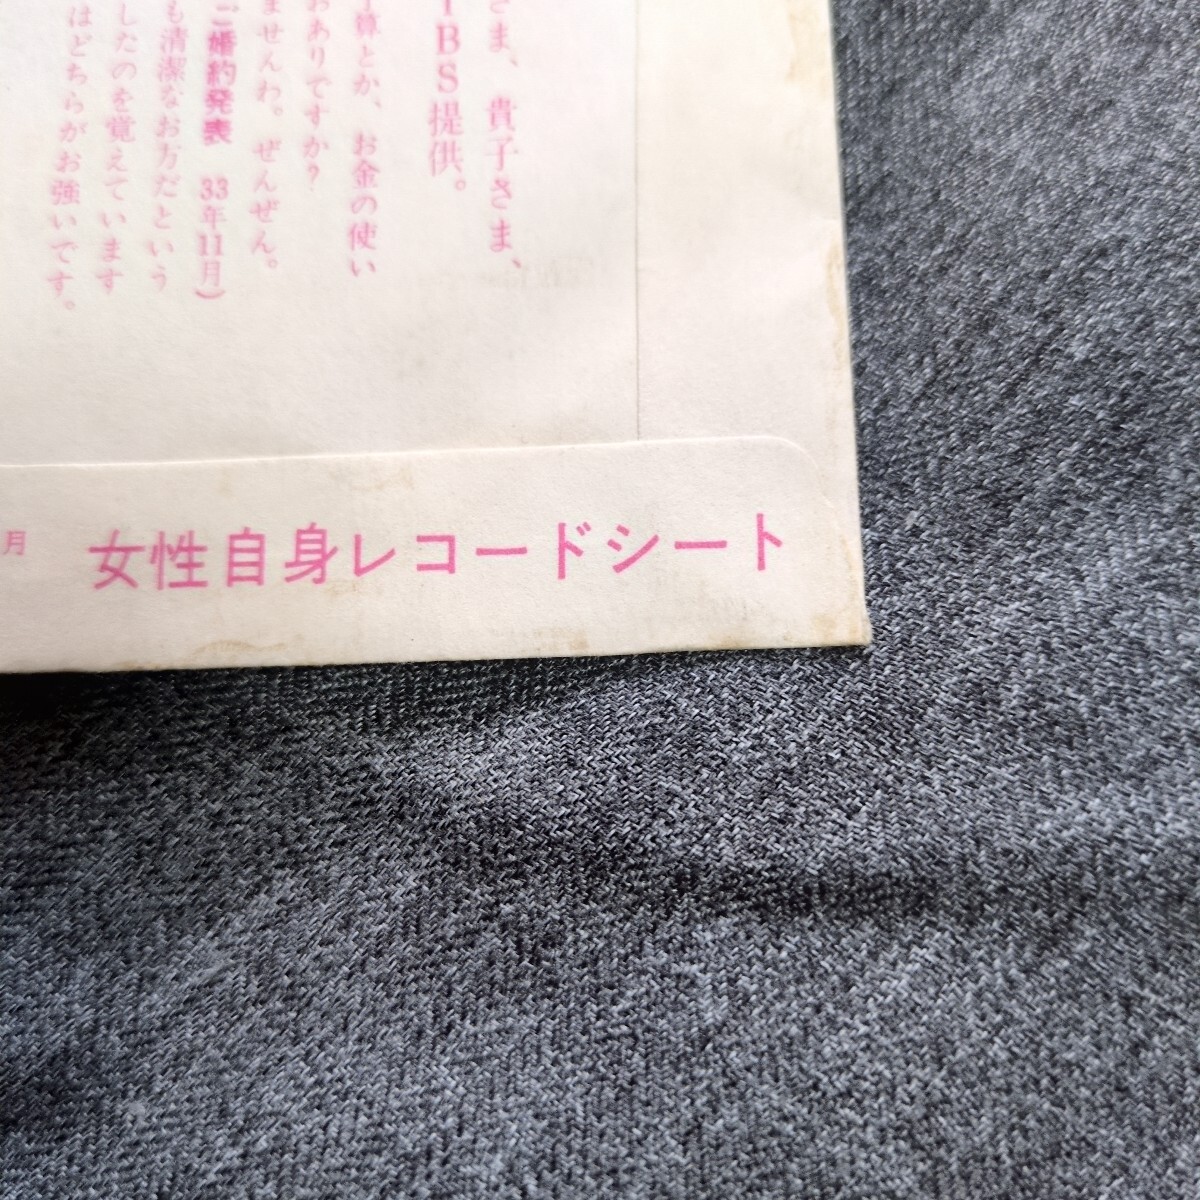 さま、貴子さま、
TBS提供。
算とか、お金の使い
おありですか?
ませんわ。ぜんぜん。
ご婚約発表 33年11月)
も清潔なお方だという
したのを覚えています
はどちらがお強いです。
月 女性自身レコードシート